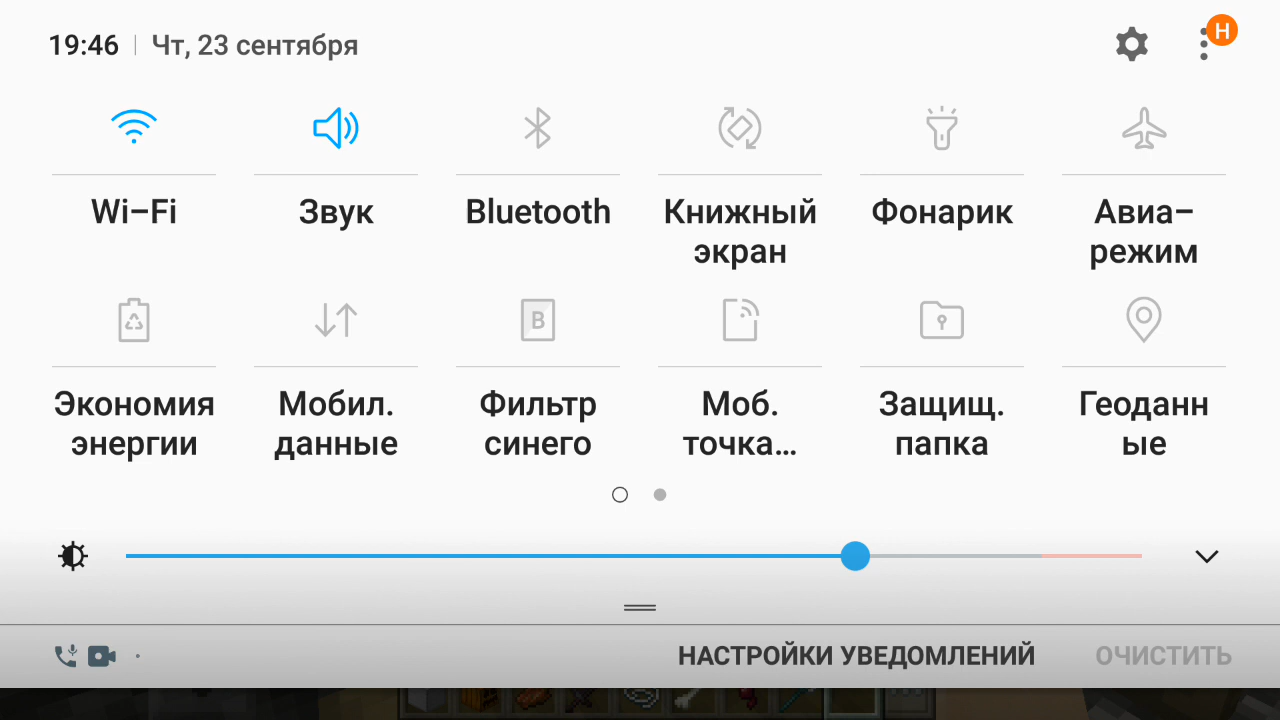 19:46 | Чт, 23 сентября
Н
Wi-Fi
Звук
Bluetooth
Книжный
экран
Фонарик
Авиа-
режим
Экономия
энергии
Мобил.
данные
B
Фильтр
синего
Моб.
точка...
Защищ.
папка
Геоданн
ые
НАСТРОЙКИ УВЕДОМЛЕНИЙ
ОЧИСТИТЬ